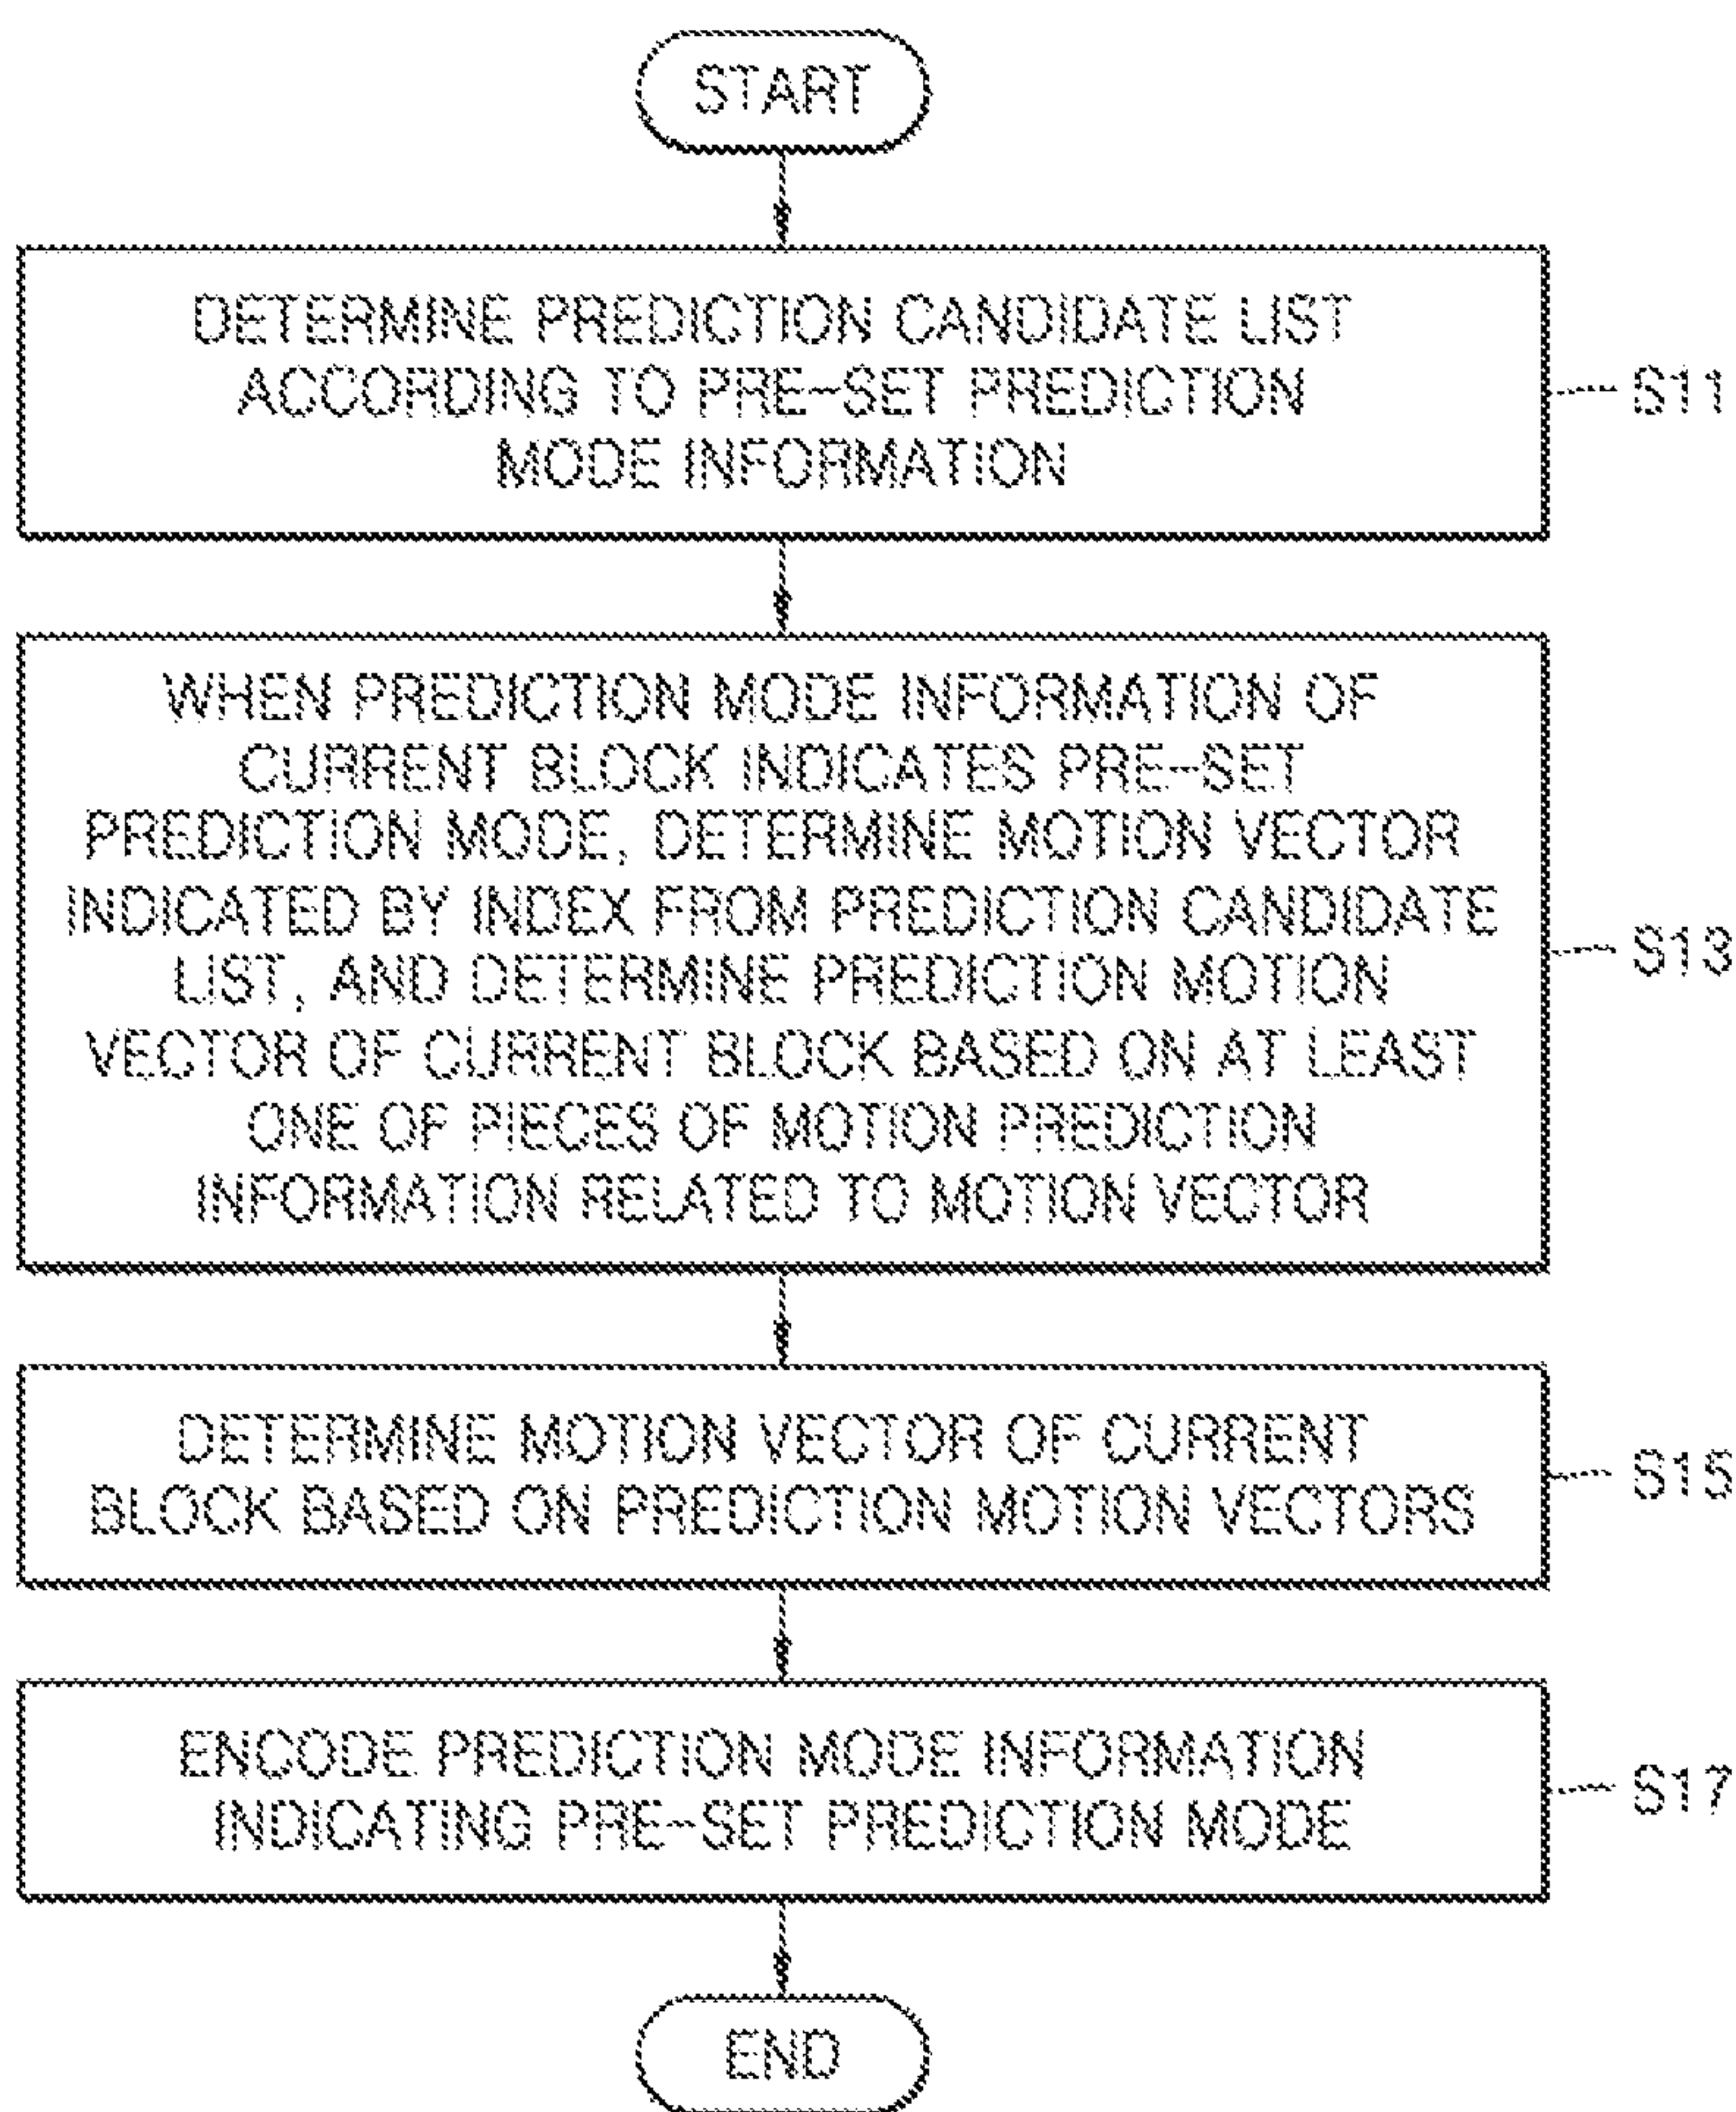 START
DETERMINE PREDICTION CANDIDATE LIST
ACCORDING TO PRE-SET PREDICTION
MODE INFORMATION
S11
WHEN PREDICTION MODE INFORMATION OF
CURRENT BLOCK INDICATES PRE-SET
PREDICTION MODE, DETERMINE MOTION VECTOR
INDICATED BY INDEX FROM PREDICTION CANDIDATE
LIST, AND DETERMINE PREDICTION MOTION
VECTOR OF CURRENT BLOCK BASED ON AT LEAST
ONE OF PIECES OF MOTION PREDICTION
INFORMATION RELATED TO MOTION VECTOR
S13
DETERMINE MOTION VECTOR OF CURRENT
BLOCK BASED ON PREDICTION MOTION VECTORS
S15
ENCODE PREDICTION MODE INFORMATION
INDICATING PRE-SET PREDICTION MODE
S17
END